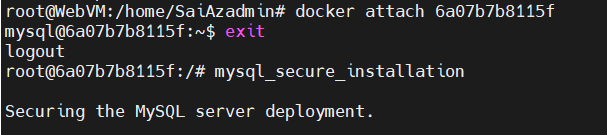 root@WebVM:/home/SaiAzadmin# docker attach 6a07b7b8115f
mysql@6a07b7b8115f:~$ exit
logout
root@6a07b7b8115f:/# mysql_secure_installation
Securing the MySQL server deployment.